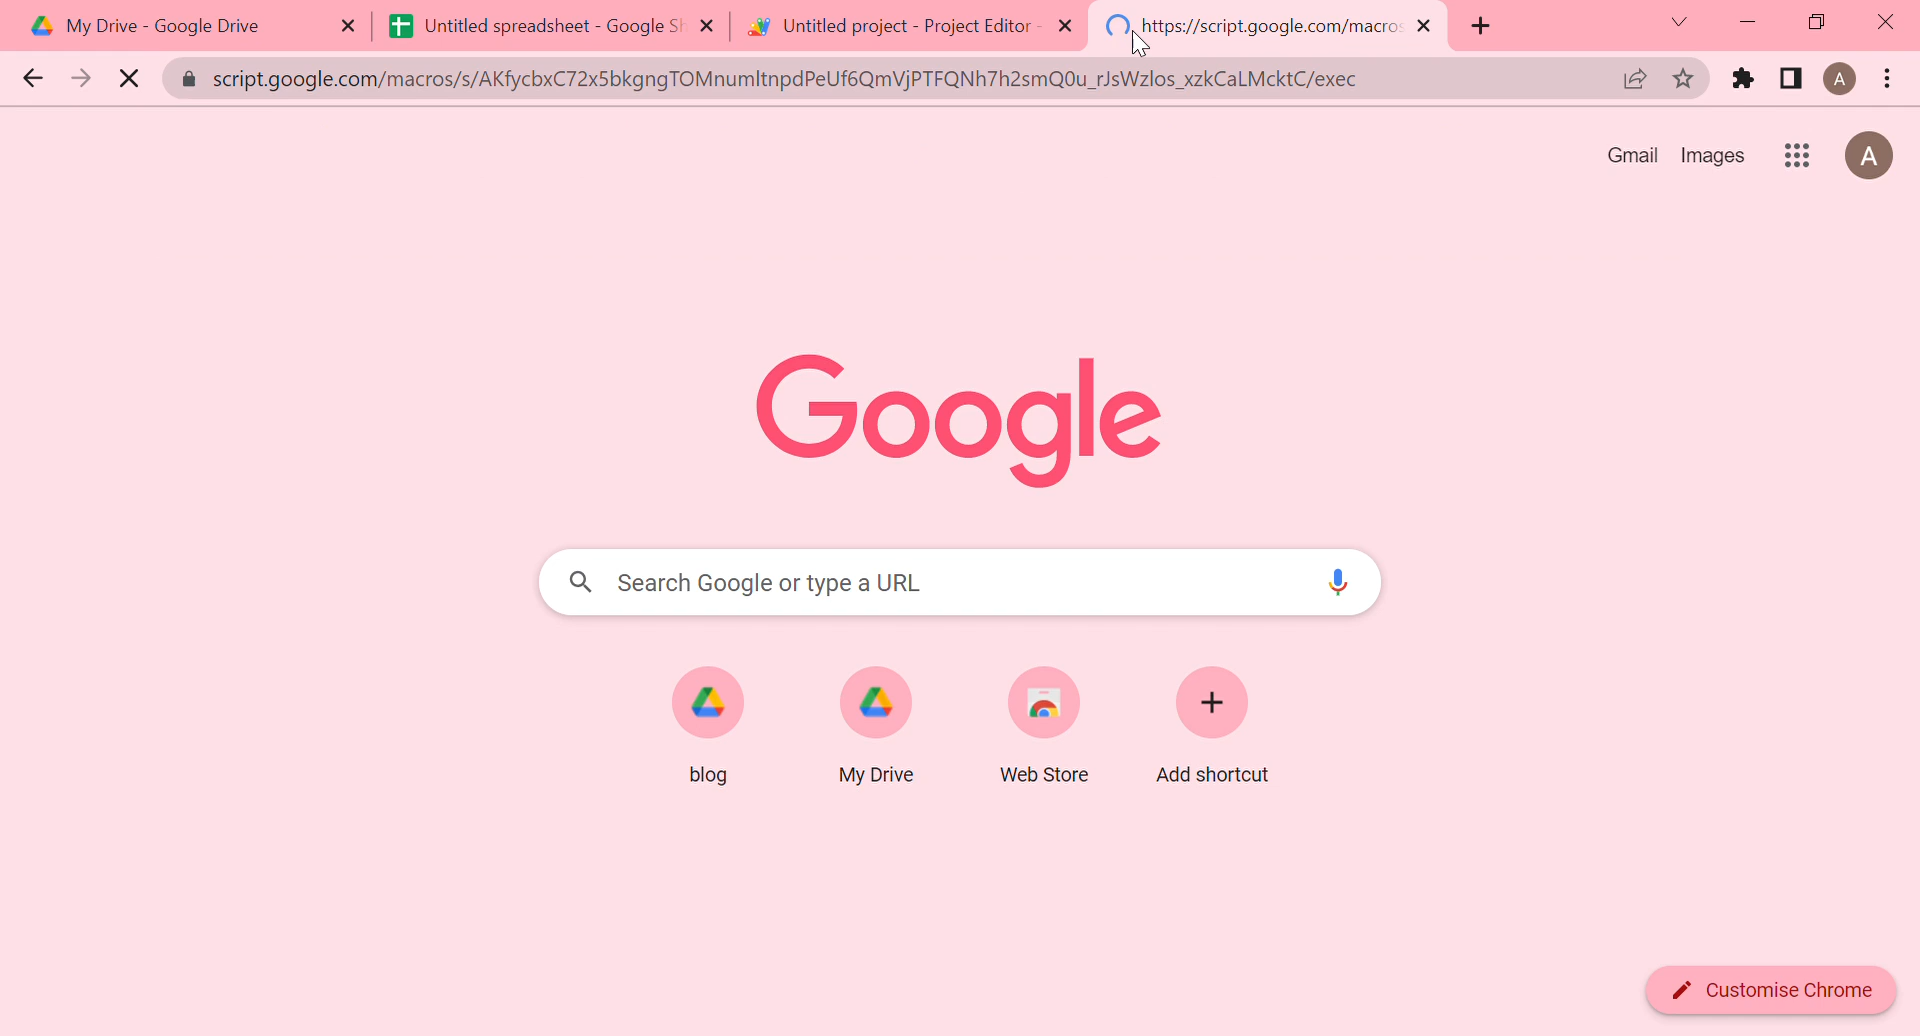 My Drive - Google Drive
Untitled spreadsheet - Google Sh
Untitled project - Project Editor -
https://script.google.com/macros
script.google.com/macros/s/AKfycbxC72x5bkgngTOMnumItnpdPeUf6QmVjPTFQNh7h2smQ0u_rJsWzlos_xzkCaLMcktC/exec
A
Gmail Images
A
Google
Search Google or type a URL
blog
My Drive
Web Store
Add shortcut
Customise Chrome